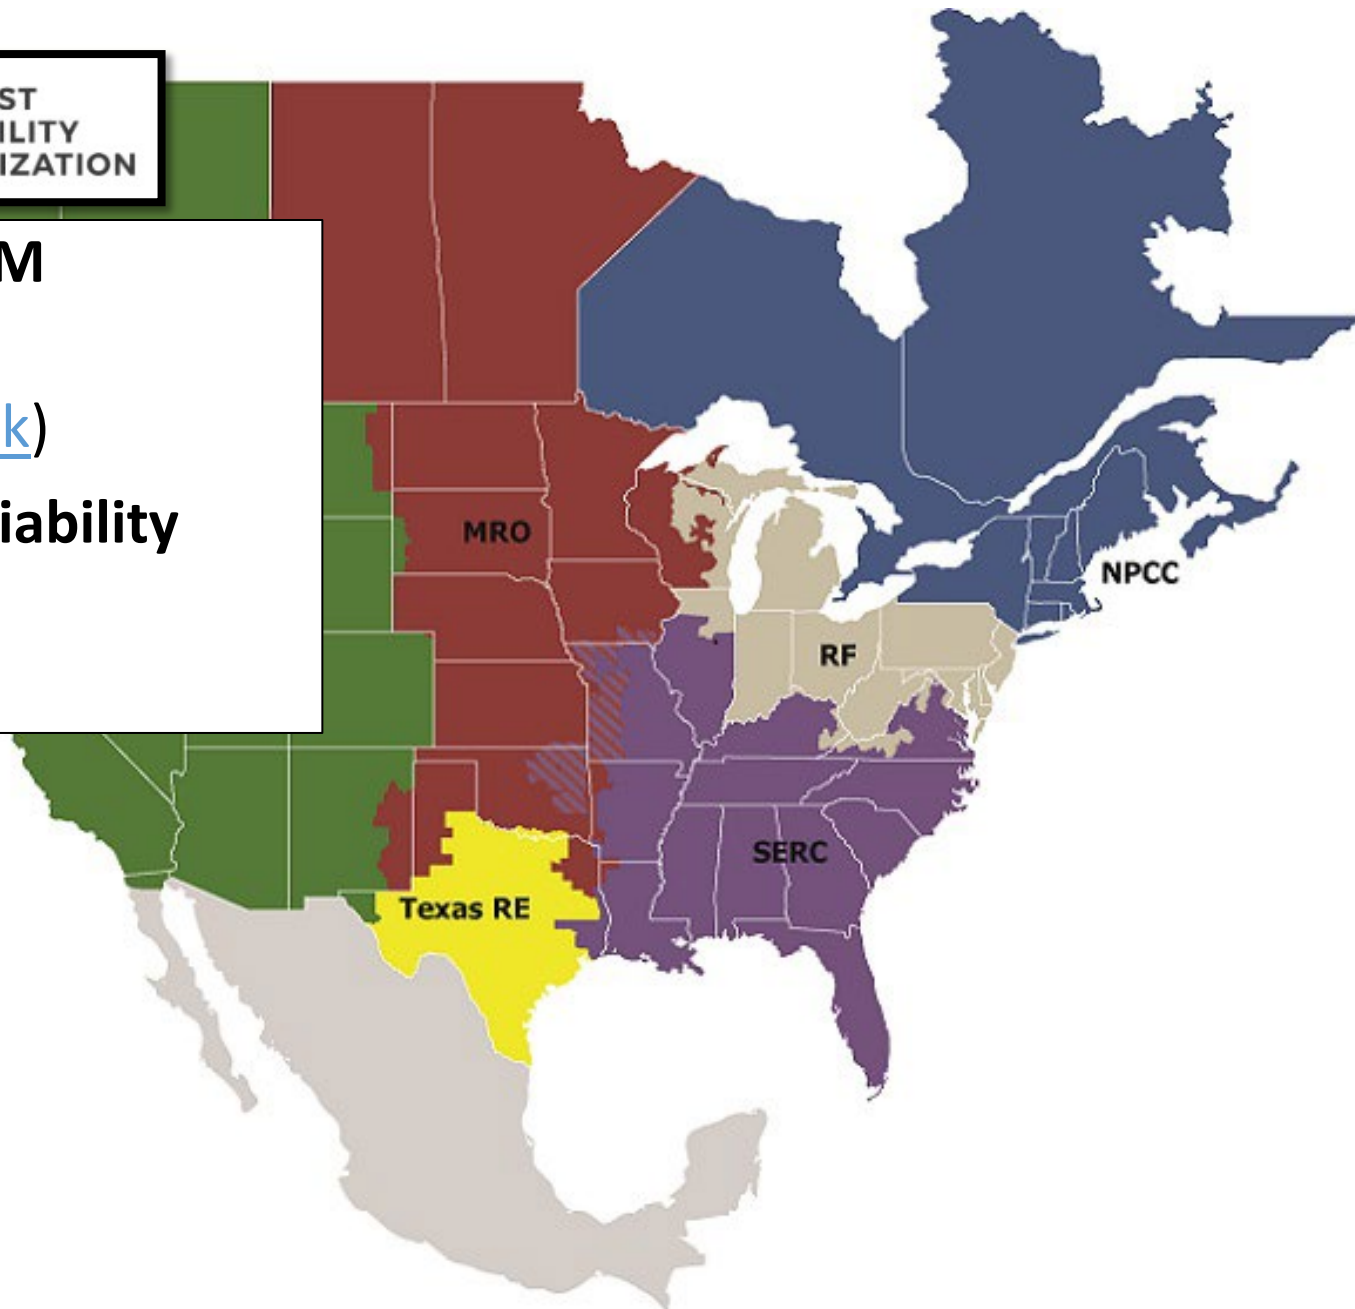 ST
ILITY
IZATION
M
k)
iability
MRO
NPCC
RF
SERC
Texas RE